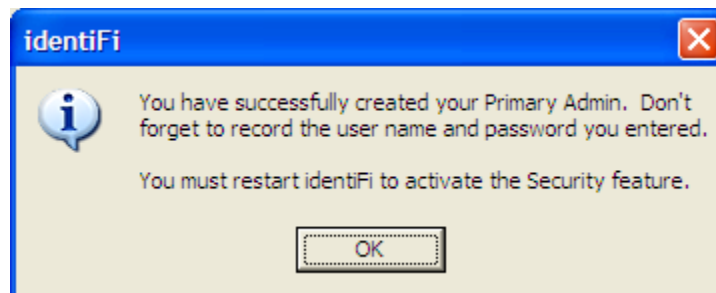 identiFi
You have successfully created your Primary Admin.  Don't
forget to record the user name and password you entered.
You must restart identiFi to activate the Security feature.
OK